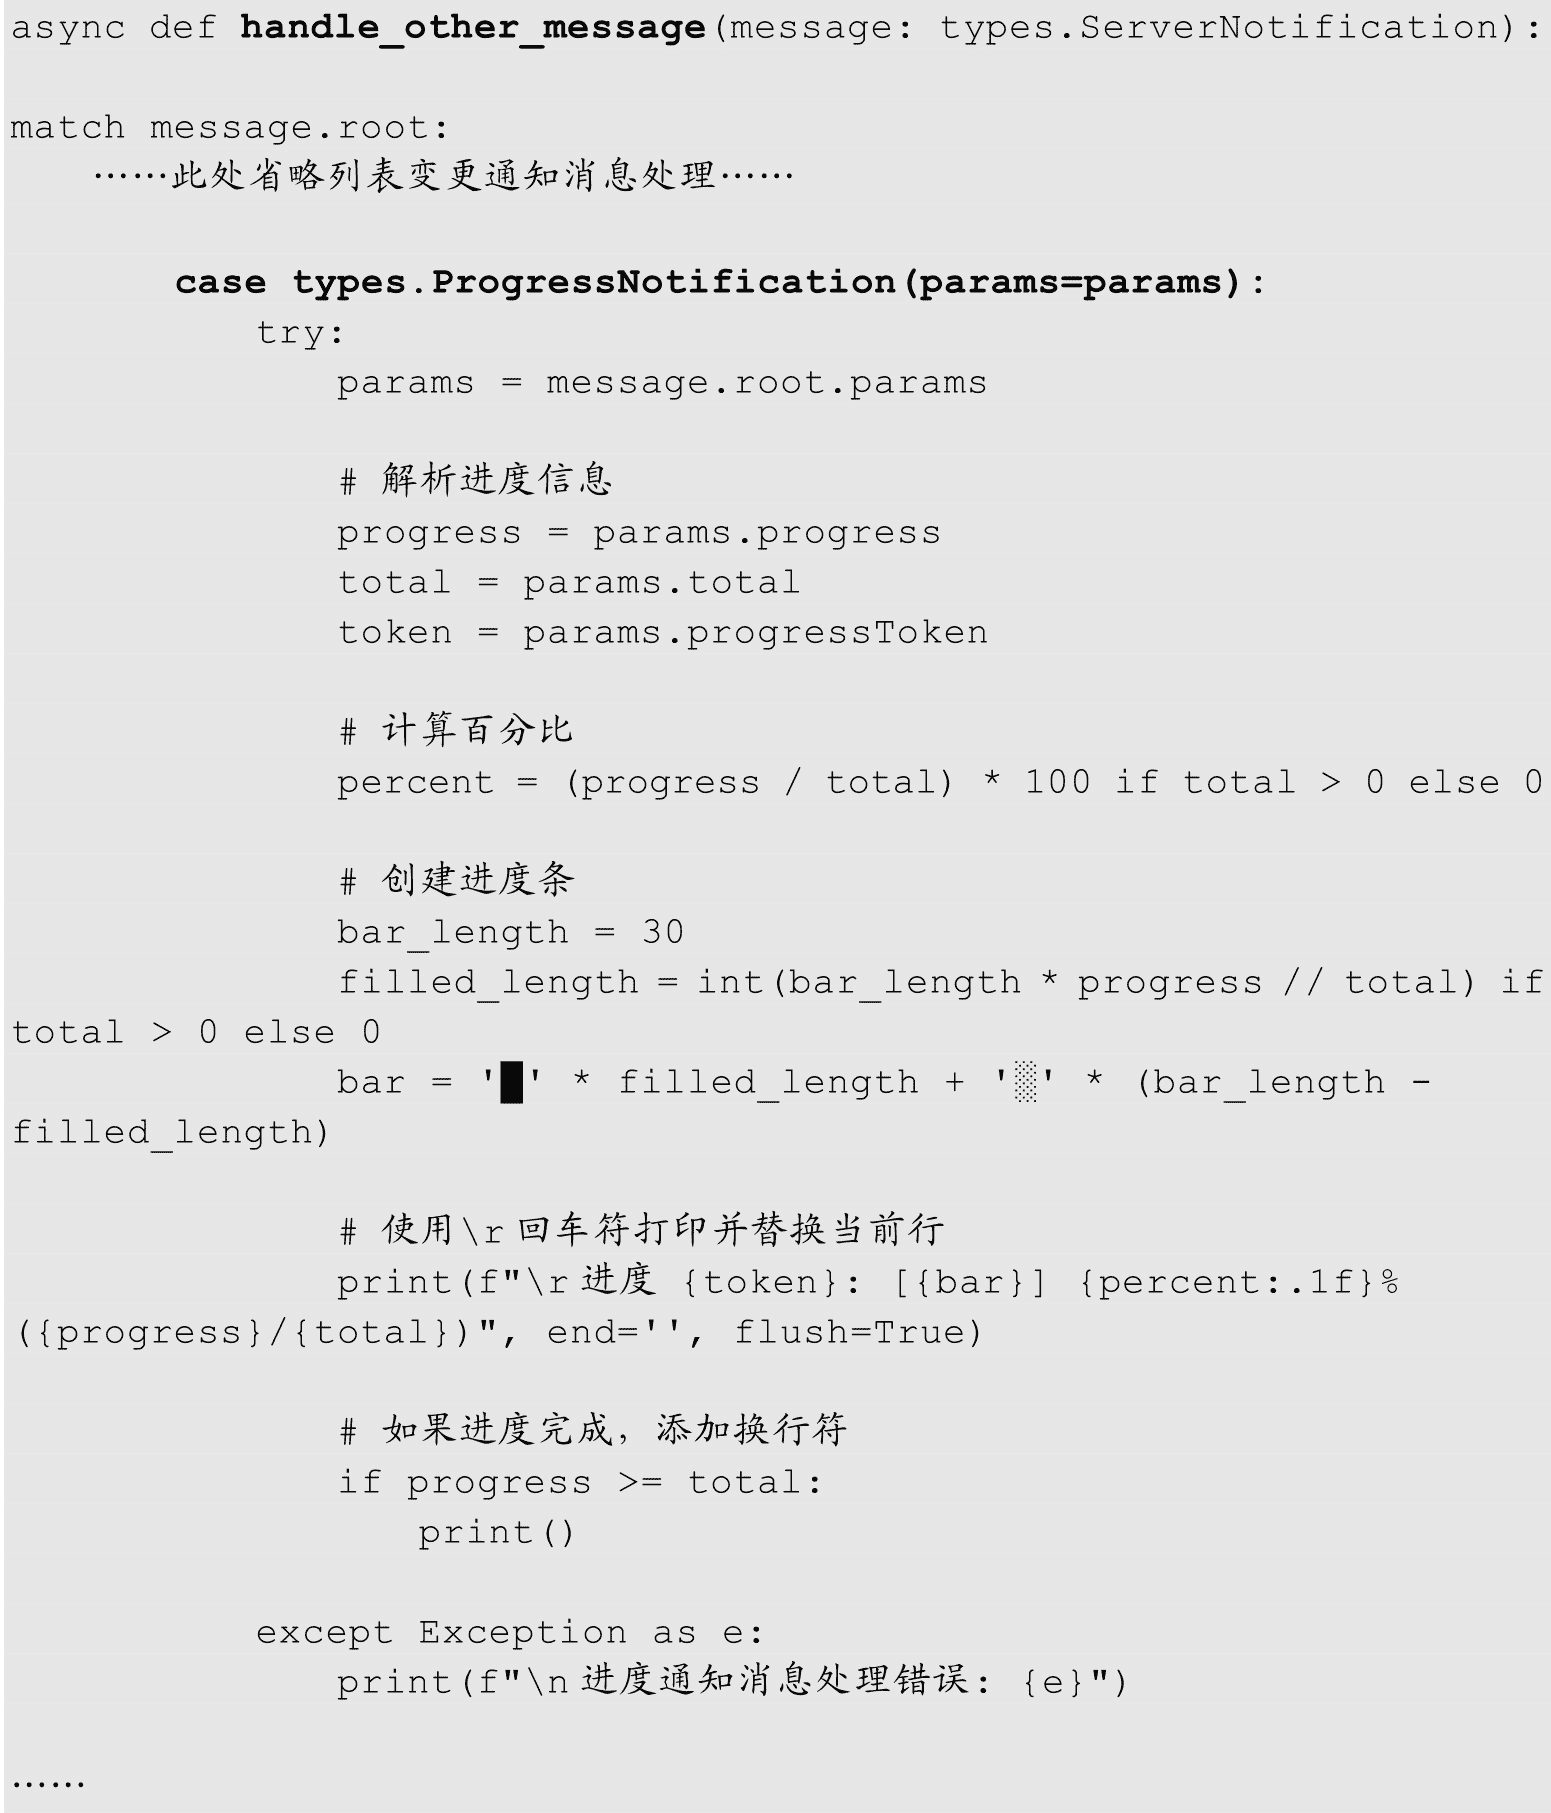 async def handle_other_message(message: types.ServerNotification):
match message.root:
……此处省略列表变更通知消息处理……
case types.ProgressNotification(params=params):
try:
params = message.root.params
# 解析进度信息
progress = params.progress
total = params.total
token = params.progressToken
# 计算百分比
percent = (progress / total) * 100 if total > 0 else 0
# 创建进度条
bar_length = 30
filled_length = int(bar_length * progress // total) if
total > 0 else 0
bar = '█' * filled_length + '░' * (bar_length -
filled_length)
# 使用\r回车符打印并替换当前行
print(f"\r进度 {token}: [{bar}] {percent:.1f}%
({progress}/{total})", end='', flush=True)
# 如果进度完成，添加换行符
if progress >= total:
print()
except Exception as e:
print(f"\n进度通知消息处理错误: {e}")
……